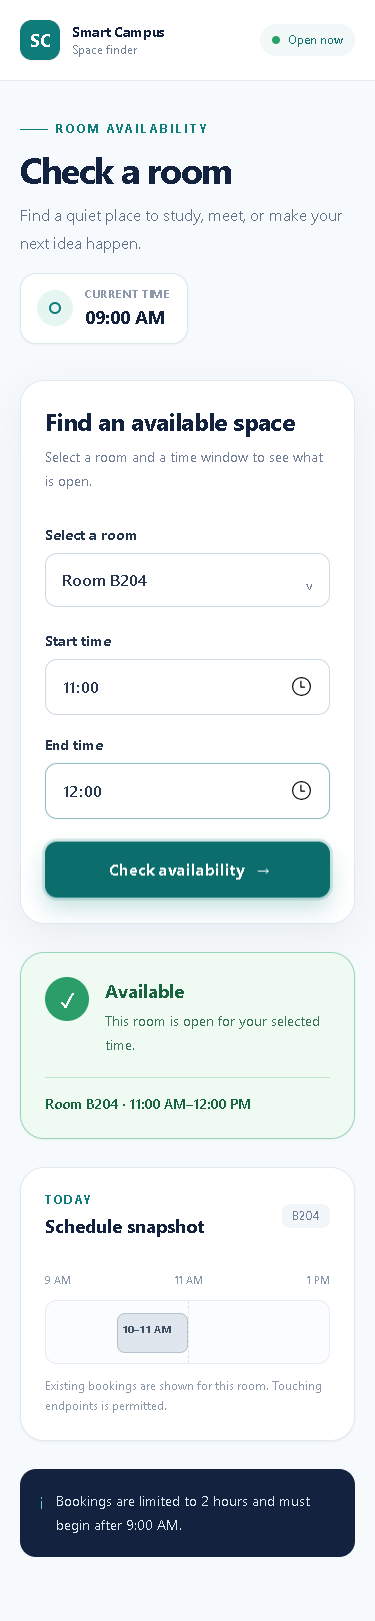 SC
Smart Campus
Space finder
Open now
ROOM AVAILABILITY
Check a room
Find a quiet place to study, meet, or make your
next idea happen.
CURRENT TIME
09:00 AM
Find an available space
Select a room and a time window to see what
is open.
Select a room
Room B204
v
Start time
11:00
End time
12:00
Check availability →
Available
This room is open for your selected
time.
Room B204 · 11:00 AM–12:00 PM
TODAY
Schedule snapshot
B204
9 AM 11 AM 1 PM
10–11 AM
Existing bookings are shown for this room. Touching
endpoints is permitted.
i Bookings are limited to 2 hours and must
begin after 9:00 AM.